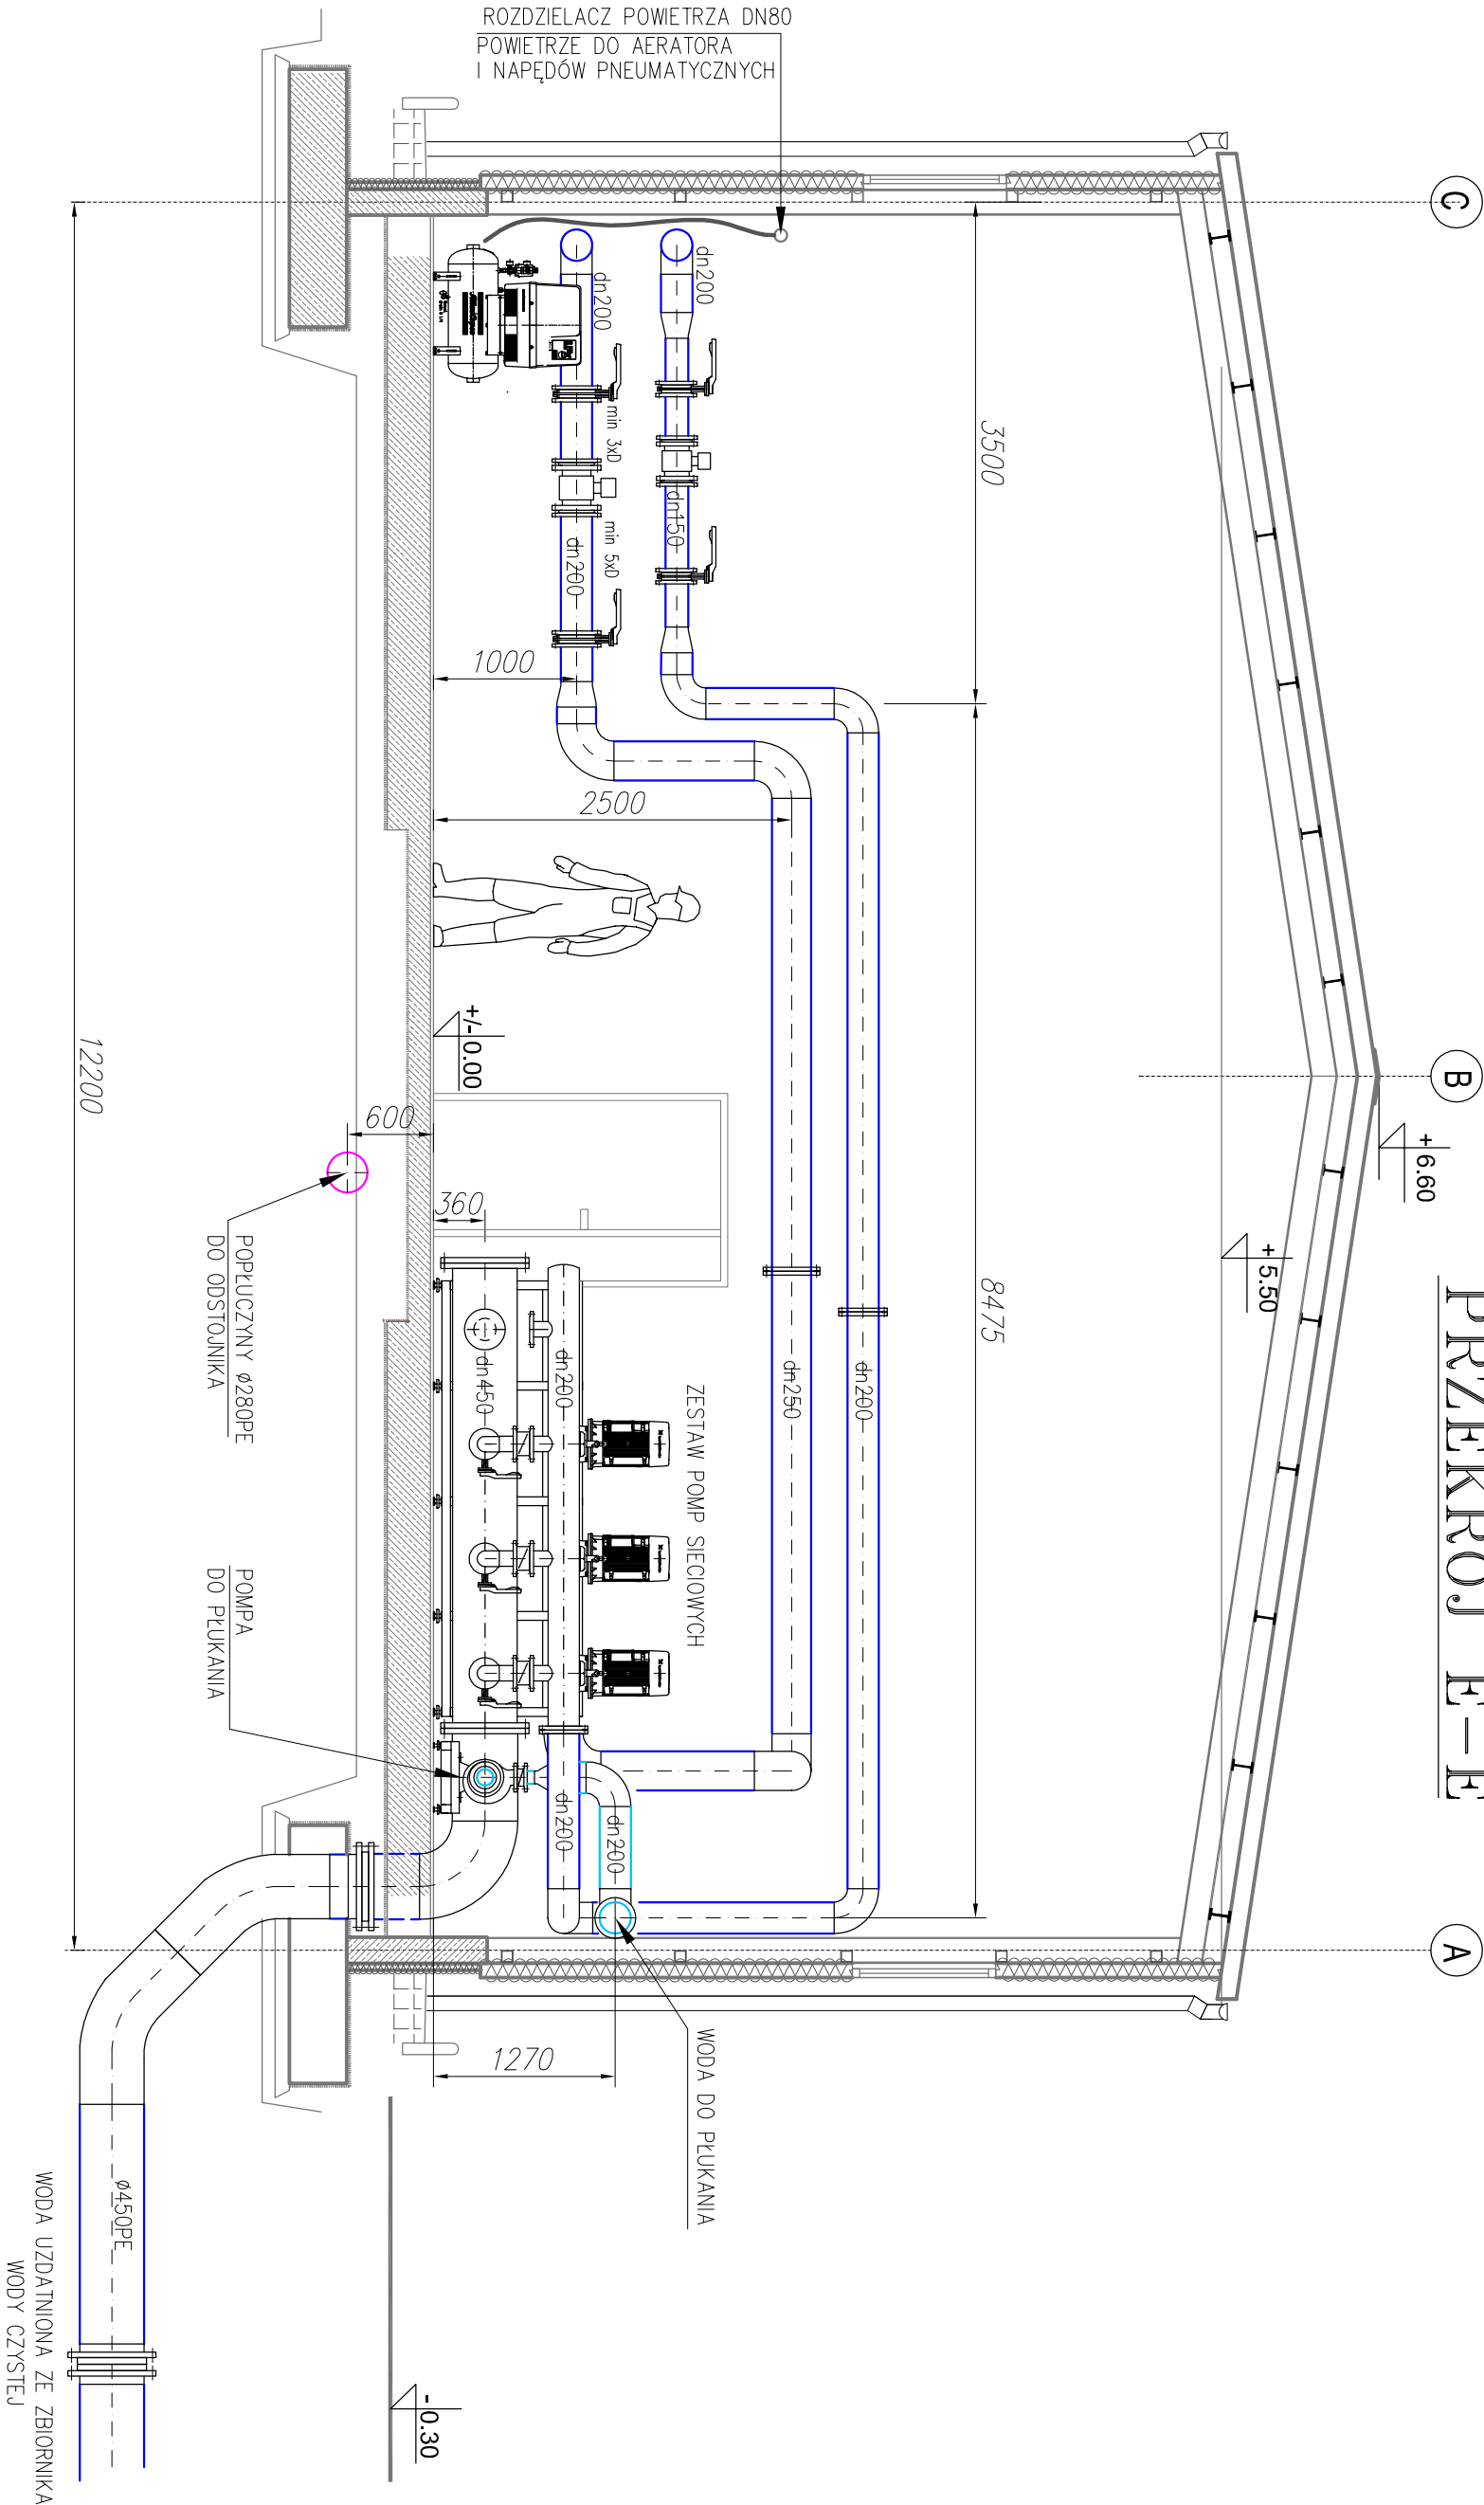 PRZEKRÓJ E-E
C
B
A
ROZDZIELACZ POWIETRZA DN80
POWIETRZE DO AERATORA
I NAPĘDÓW PNEUMATYCZNYCH
+6.60
+5.50
3500
8475
dn200
dn150
dn200
dn200
min 3xD
min 5xD
dn200
dn250
1000
2500
+/-0.00
600
360
ZESTAW POMP SIECIOWYCH
dn200
dn450
dn200
dn200
1270
12200
POPŁUCZYNY ø280PE
DO ODSTOJNIKA
POMPA
DO PŁUKANIA
WODA DO PŁUKANIA
-0.30
ø450PE
WODA UZDATNIONA ZE ZBIORNIKA
WODY CZYSTEJ